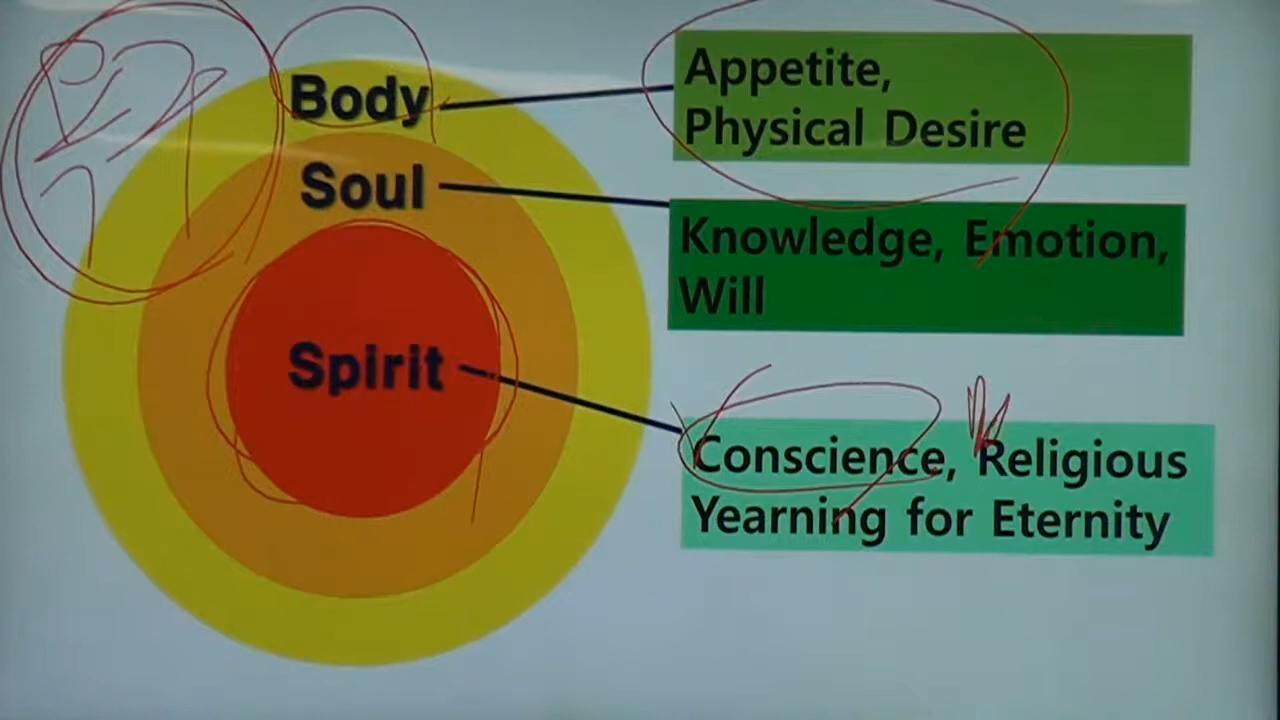 Body
Appetite,
Physical Desire
Soul
Knowledge, Emotion,
Will
Spirit
Conscience, Religious
Yearning for Eternity